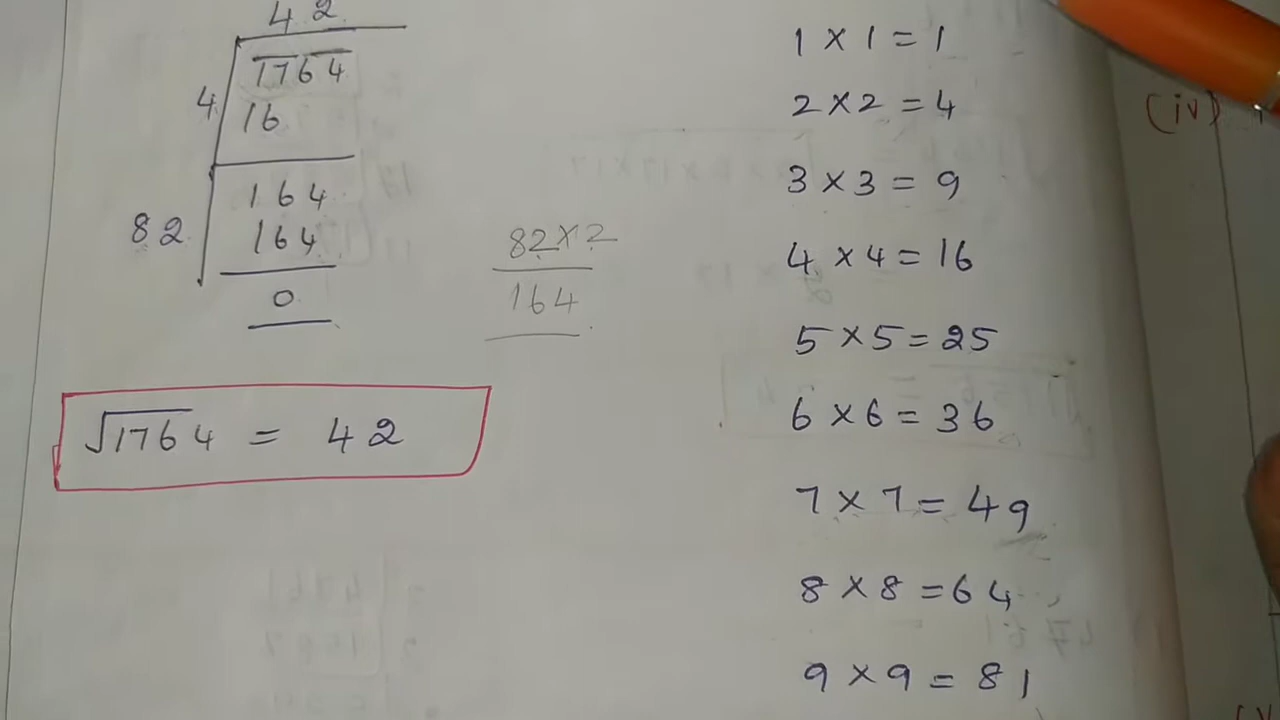 42
1764
4
16
164
82
164
0
82×2
164
√1764 = 42
1 × 1 = 1
2 × 2 = 4
3 × 3 = 9
4 × 4 = 16
5 × 5 = 25
6 × 6 = 36
7 × 7 = 49
8 × 8 = 64
9 × 9 = 81
(iv)